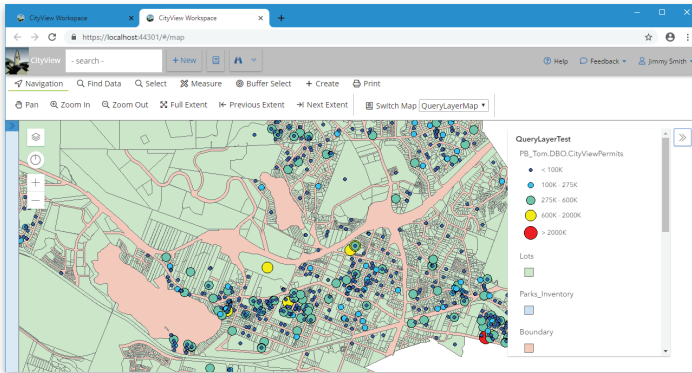 CityView Workspace × CityView Workspace × +
https://localhost:44301/#/map
CityView - search - + New Help Feedback Jimmy Smith
Navigation Find Data Select Measure Buffer Select + Create Print
Pan Zoom In Zoom Out Full Extent Previous Extent Next Extent Switch Map QueryLayerMap
QueryLayerTest
PB_Tom.DBO.CityViewPermits
< 100K
100K - 275K
275K - 600K
600K - 2000K
> 2000K
Lots
Parks_Inventory
Boundary